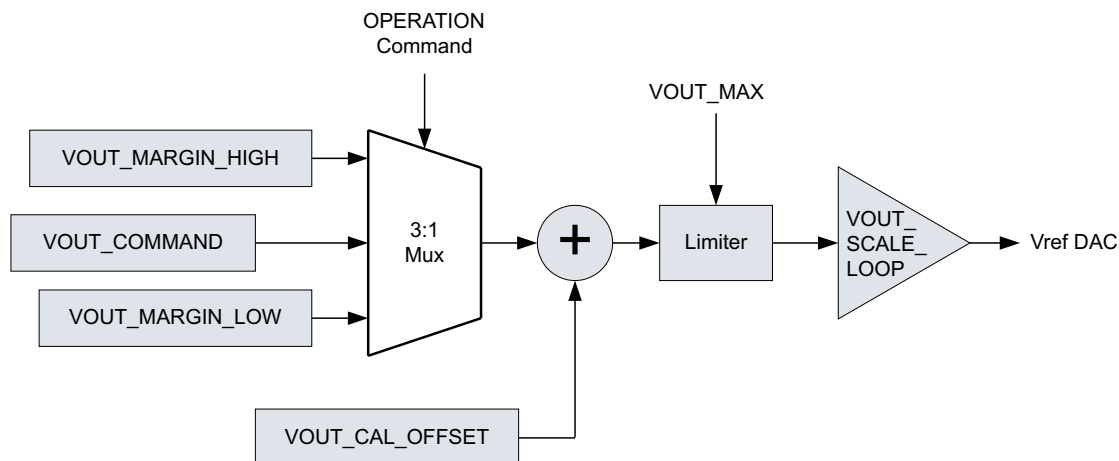 OPERATION
Command
VOUT_MAX
VOUT_MARGIN_HIGH
VOUT_COMMAND
VOUT_MARGIN_LOW
3:1
Mux
+
Limiter
VOUT_
SCALE_
LOOP
Vref DAC
VOUT_CAL_OFFSET